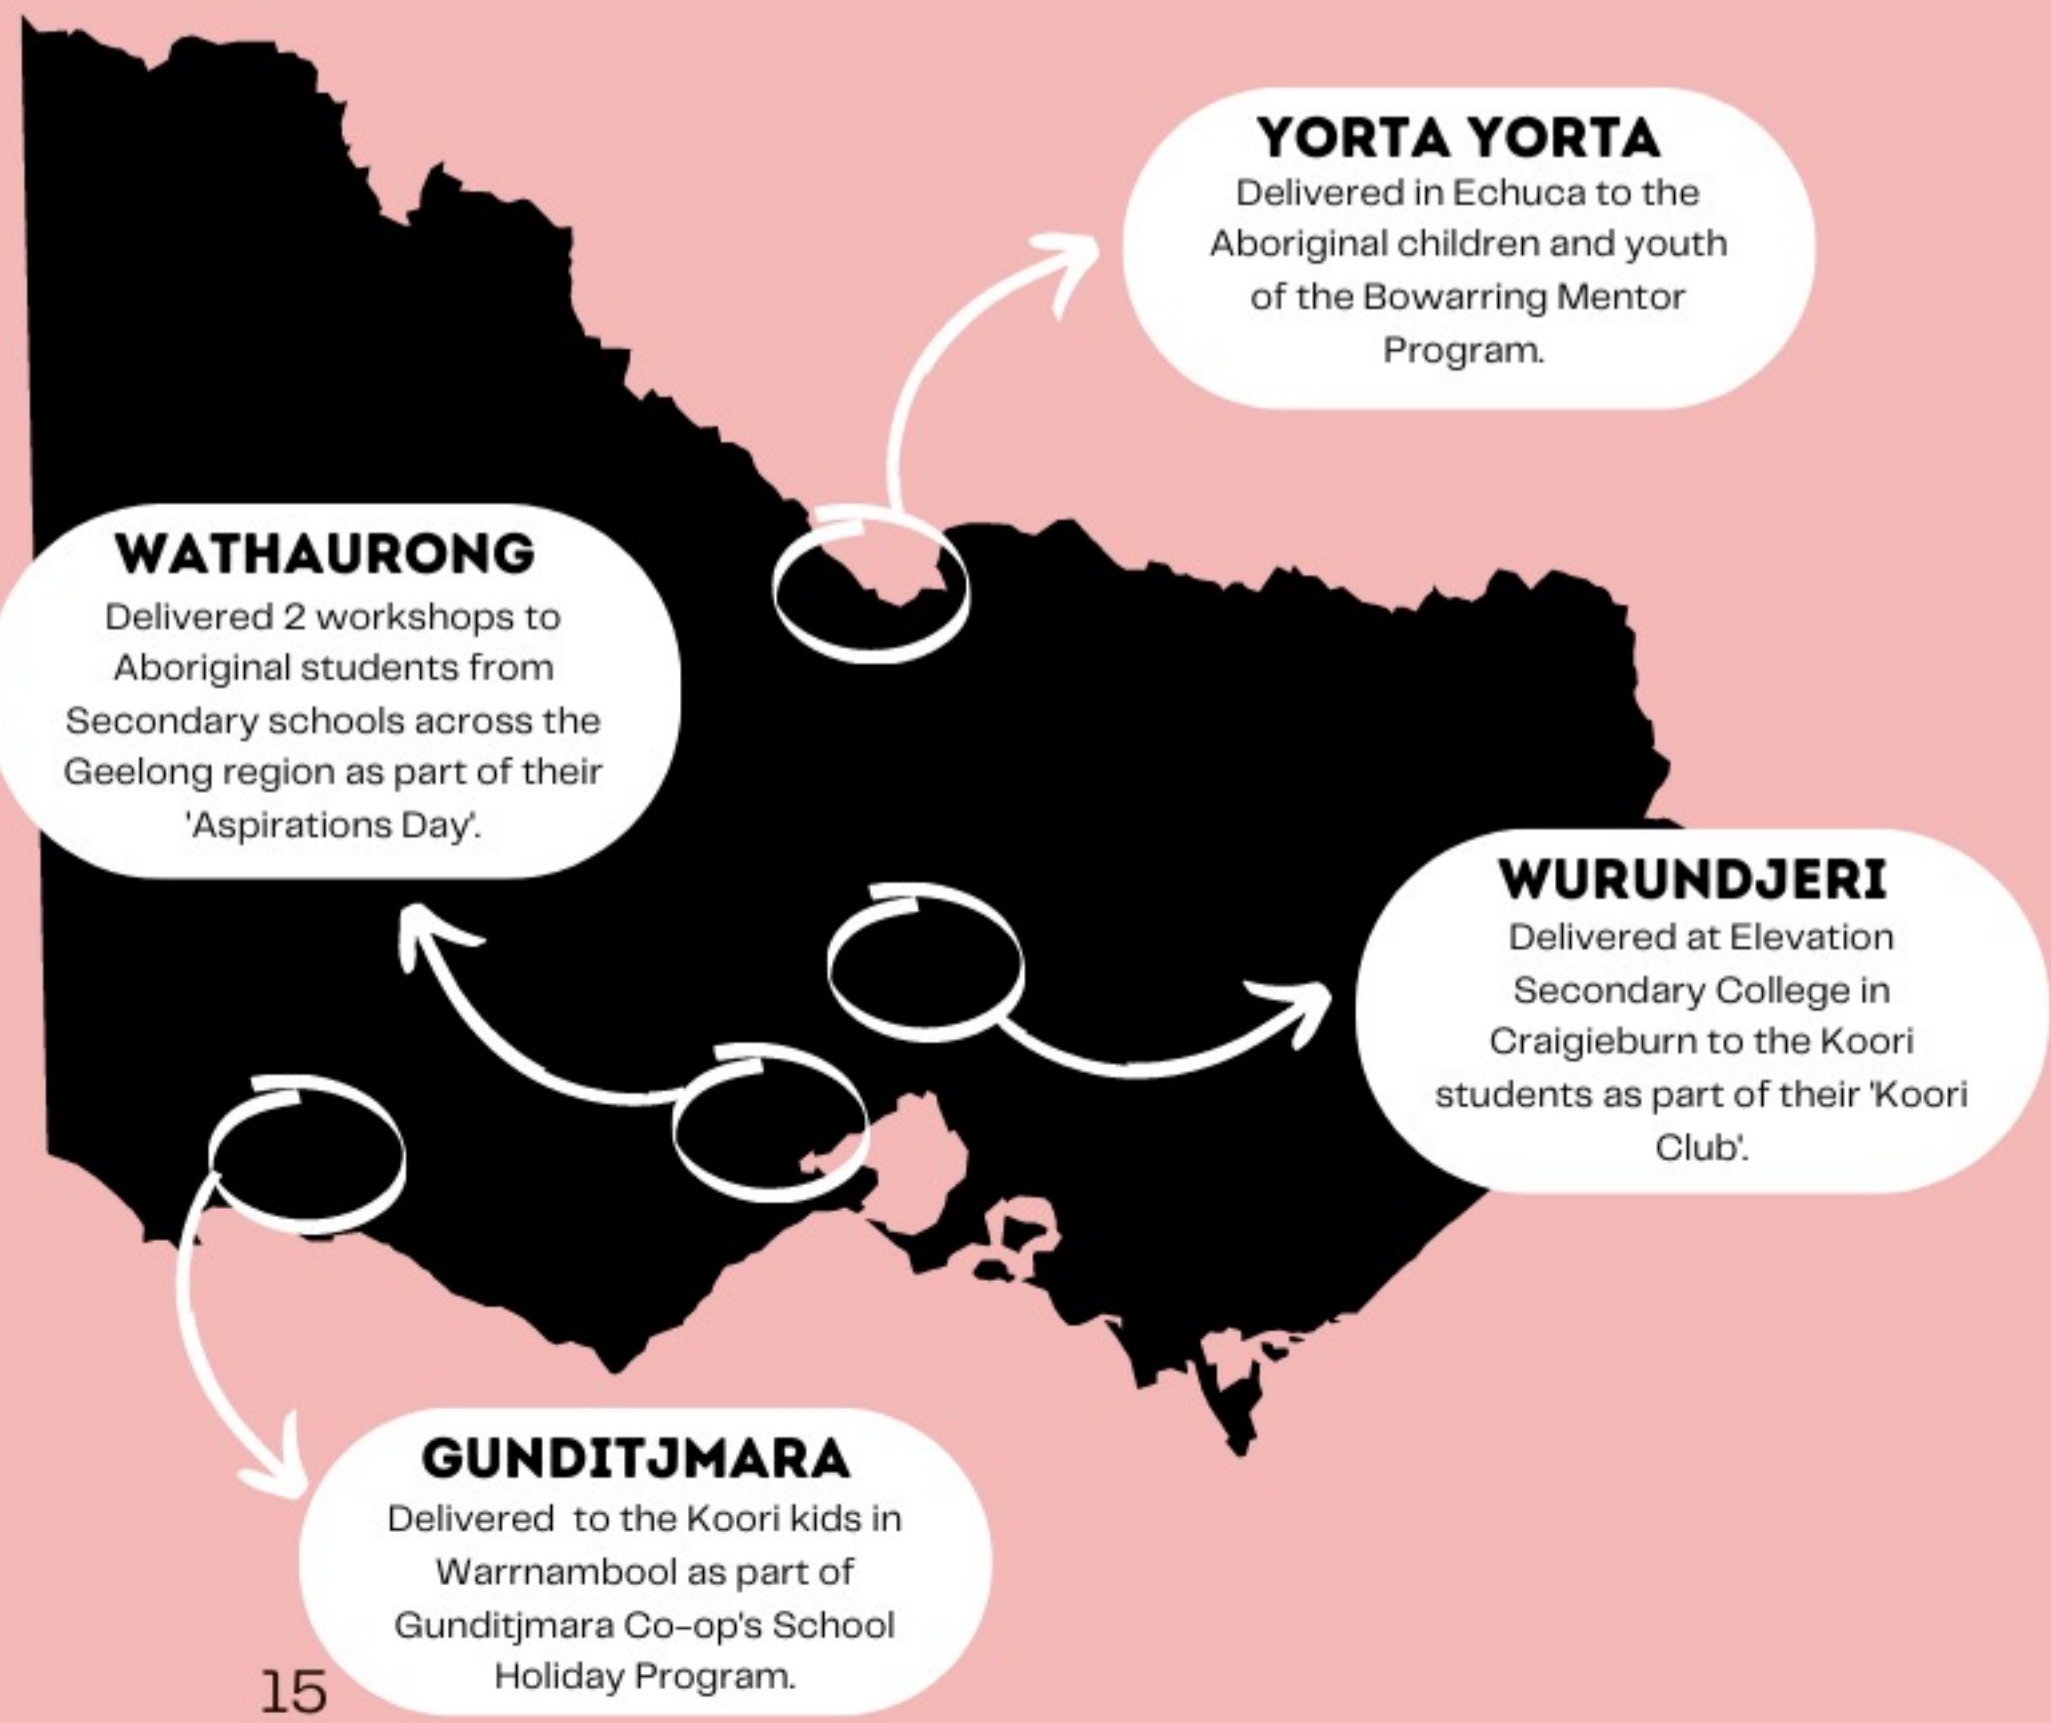 YORTA YORTA
Delivered in Echuca to the
Aboriginal children and youth
of the Bowarring Mentor
Program.
WATHAURONG
Delivered 2 workshops to
Aboriginal students from
Secondary schools across the
Geelong region as part of their
'Aspirations Day'.
WURUNDJERI
Delivered at Elevation
Secondary College in
Craigieburn to the Koori
students as part of their 'Koori
Club'.
GUNDITJMARA
Delivered  to the Koori kids in
Warrnambool as part of
Gunditjmara Co-op's School
Holiday Program.
15